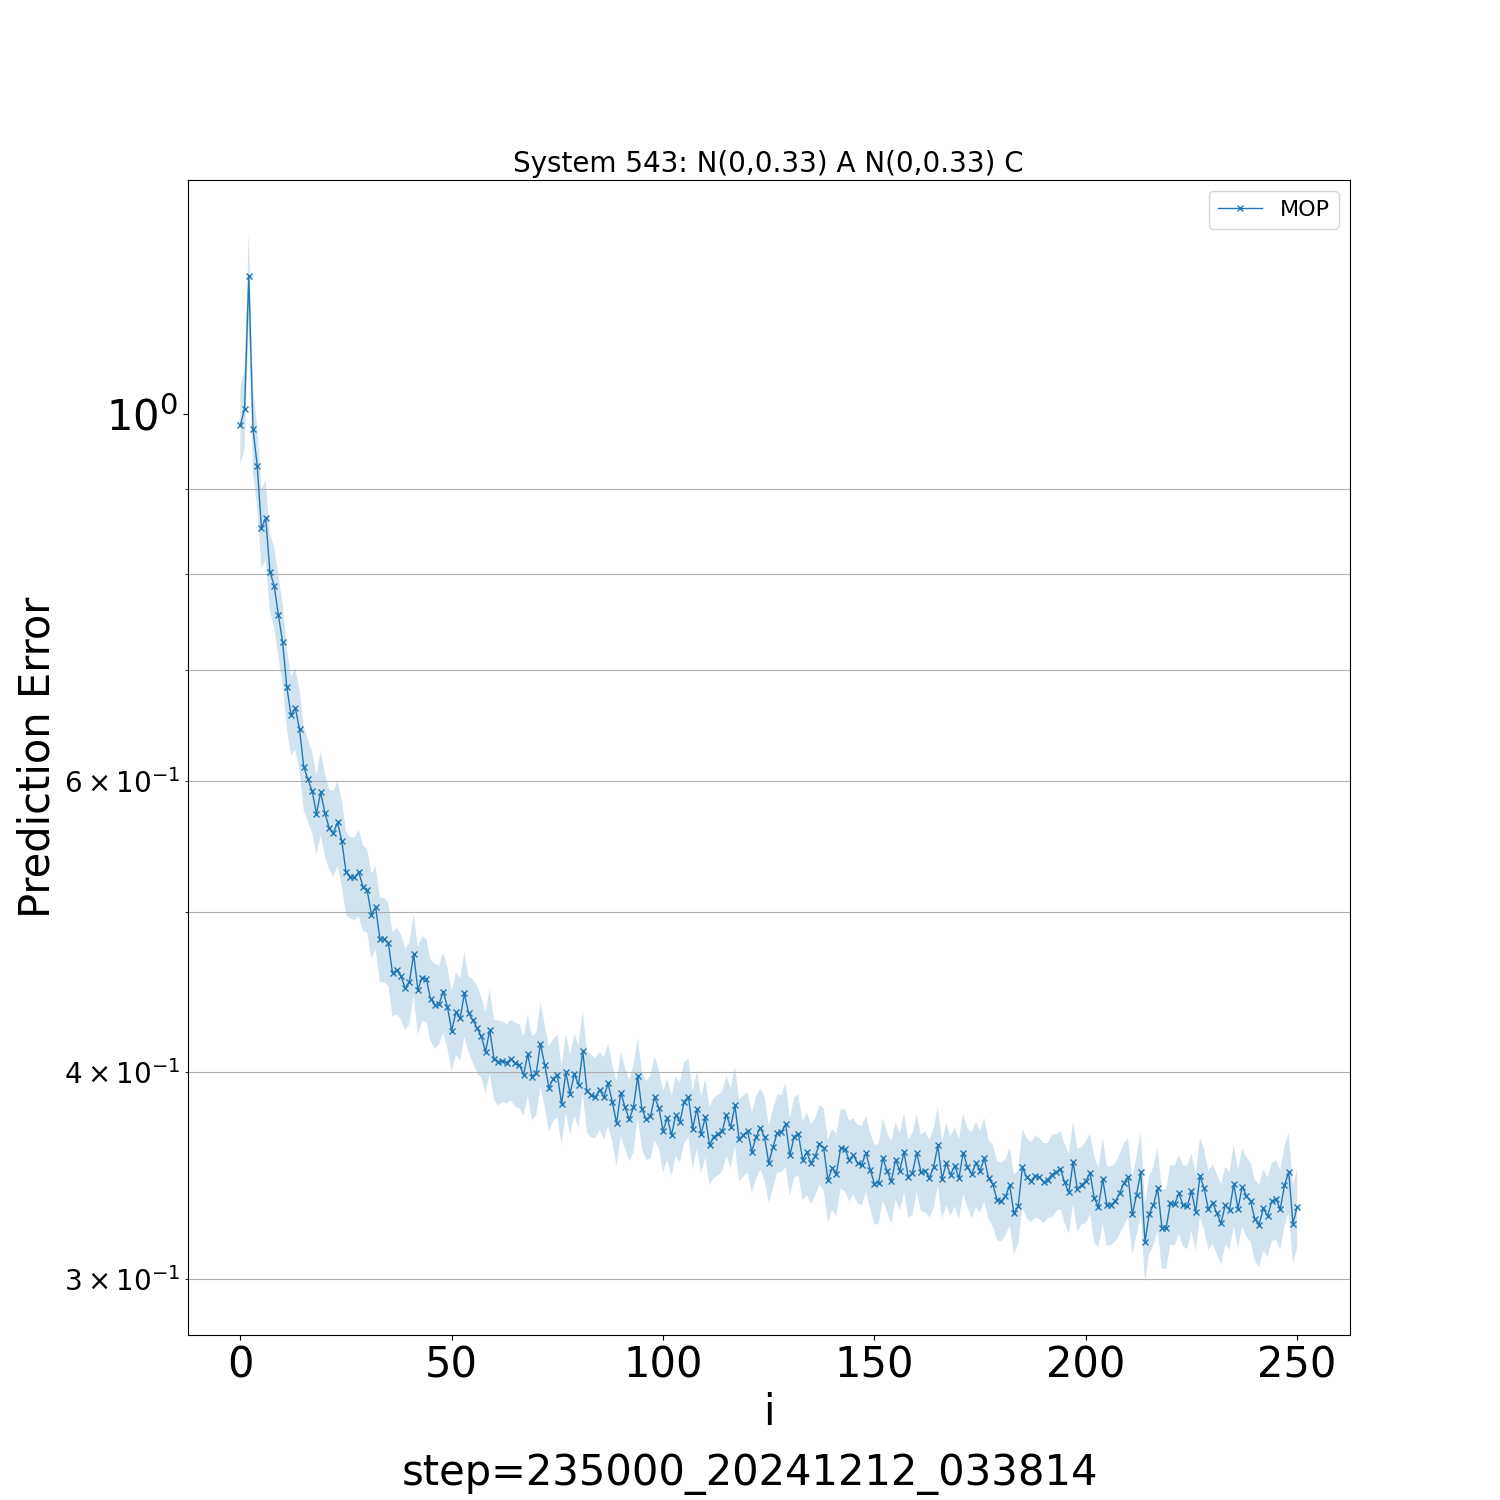 System 543: N(0,0.33) A N(0,0.33) C
MOP
Prediction Error
10⁰
6 × 10⁻¹
4 × 10⁻¹
3 × 10⁻¹
0 50 100 150 200 250
i
step=235000_20241212_033814